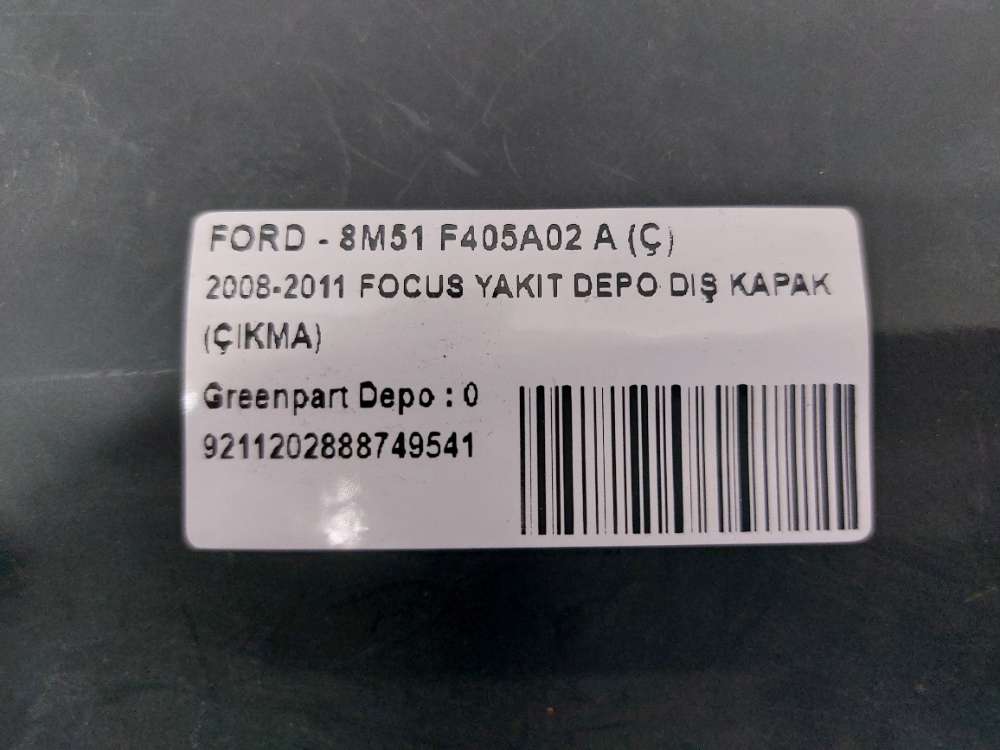 FORD - 8M51 F405A02 A (Ç)
2008-2011 FOCUS YAKIT DEPO DIŞ KAPAK
(ÇIKMA)
Greenpart Depo : 0
9211202888749541